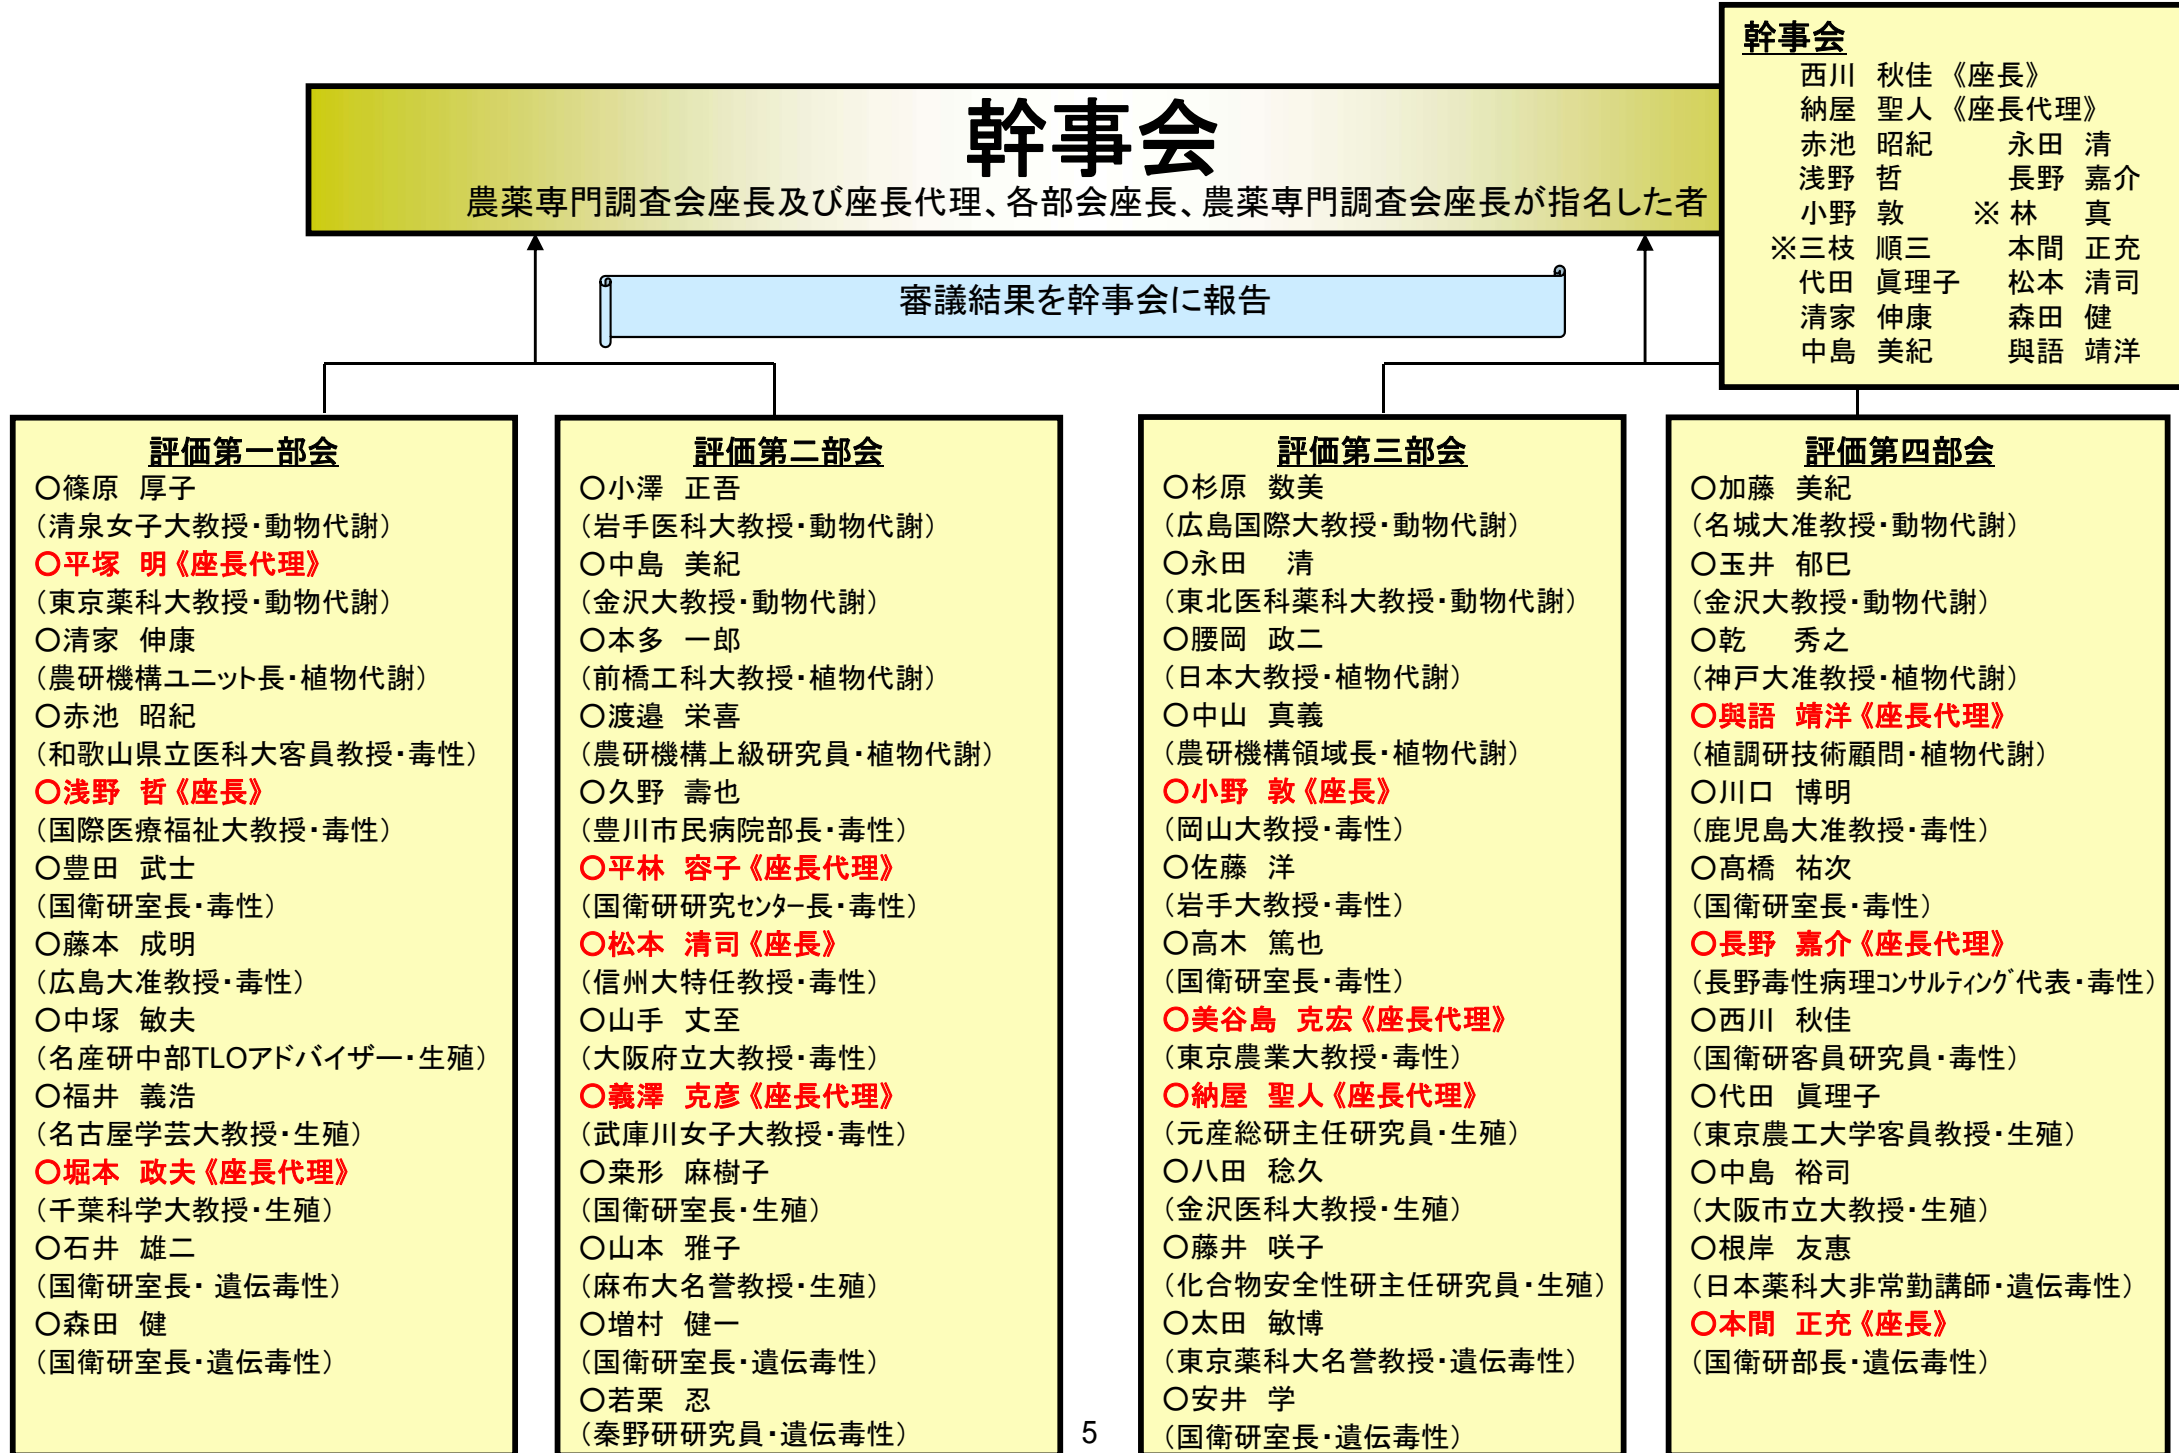 幹事会
農薬専門調査会座長及び座長代理、各部会座長、農薬専門調査会座長が指名した者
幹事会
西川 秋佳 《座長》
納屋 聖人 《座長代理》
赤池 昭紀 永田 清
浅野 哲 長野 嘉介
小野 敦 ※ 林 真
※三枝 順三 本間 正充
代田 眞理子 松本 清司
清家 伸康 森田 健
中島 美紀 與語 靖洋
審議結果を幹事会に報告
評価第一部会
○篠原 厚子
(清泉女子大教授・動物代謝)
○平塚 明《座長代理》
(東京薬科大教授・動物代謝)
○清家 伸康
(農研機構ユニット長・植物代謝)
○赤池 昭紀
(和歌山県立医科大客員教授・毒性)
○浅野 哲《座長》
(国際医療福祉大教授・毒性)
○豊田 武士
(国衛研室長・毒性)
○藤本 成明
(広島大准教授・毒性)
○中塚 敏夫
(名産研中部TLOアドバイザー・生殖)
○福井 義浩
(名古屋学芸大教授・生殖)
○堀本 政夫《座長代理》
(千葉科学大教授・生殖)
○石井 雄二
(国衛研室長・ 遺伝毒性)
○森田 健
(国衛研室長・遺伝毒性)
評価第二部会
○小澤 正吾
(岩手医科大教授・動物代謝)
○中島 美紀
(金沢大教授・動物代謝)
○本多 一郎
(前橋工科大教授・植物代謝)
○渡邉 栄喜
(農研機構上級研究員・植物代謝)
○久野 壽也
(豊川市民病院部長・毒性)
○平林 容子《座長代理》
(国衛研研究ｾﾝﾀｰ長・毒性)
○松本 清司《座長》
(信州大特任教授・毒性)
○山手 丈至
(大阪府立大教授・毒性)
○義澤 克彦《座長代理》
(武庫川女子大教授・毒性)
○桒形 麻樹子
(国衛研室長・生殖)
○山本 雅子
(麻布大名誉教授・生殖)
○増村 健一
(国衛研室長・遺伝毒性)
○若栗 忍
(秦野研研究員・遺伝毒性)
評価第三部会
○杉原 数美
(広島国際大教授・動物代謝)
○永田 清
(東北医科薬科大教授・動物代謝)
○腰岡 政二
(日本大教授・植物代謝)
○中山 真義
(農研機構領域長・植物代謝)
○小野 敦《座長》
(岡山大教授・毒性)
○佐藤 洋
(岩手大教授・毒性)
○高木 篤也
(国衛研室長・毒性)
○美谷島 克宏《座長代理》
(東京農業大教授・毒性)
○納屋 聖人《座長代理》
(元産総研主任研究員・生殖)
○八田 稔久
(金沢医科大教授・生殖)
○藤井 咲子
(化合物安全性研主任研究員・生殖)
○太田 敏博
(東京薬科大名誉教授・遺伝毒性)
○安井 学
(国衛研室長・遺伝毒性)
評価第四部会
○加藤 美紀
(名城大准教授・動物代謝)
○玉井 郁巳
(金沢大教授・動物代謝)
○乾 秀之
(神戸大准教授・植物代謝)
○與語 靖洋《座長代理》
(植調研技術顧問・植物代謝)
○川口 博明
(鹿児島大准教授・毒性)
○髙橋 祐次
(国衛研室長・毒性)
○長野 嘉介《座長代理》
(長野毒性病理ｺﾝｻﾙﾃｨﾝｸﾞ代表・毒性)
○西川 秋佳
(国衛研客員研究員・毒性)
○代田 眞理子
(東京農工大学客員教授・生殖)
○中島 裕司
(大阪市立大教授・生殖)
○根岸 友惠
(日本薬科大非常勤講師・遺伝毒性)
○本間 正充《座長》
(国衛研部長・遺伝毒性)
5